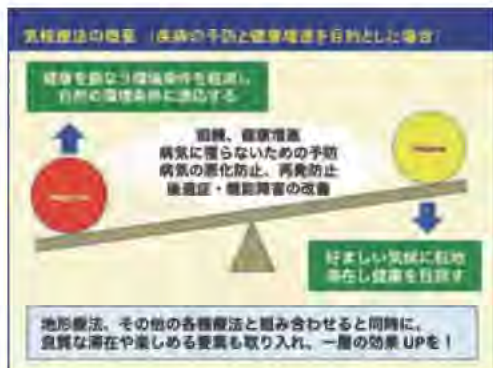 気候療法の概要（疾病の予防と健康増進を目的とした場合）
健康を損なう環境条件を軽減し
自然の環境条件に適応する
回復、健康増進
病気に罹らないための予防
病気の悪化防止、再発防止
後遺症・機能障害の改善
好ましい気候に転地
滞在し健康を目指す
地形療法、その他の各種療法と組み合わせると同時に、
良質な滞在や楽しめる要素も取り入れ、一層の効果UPを！